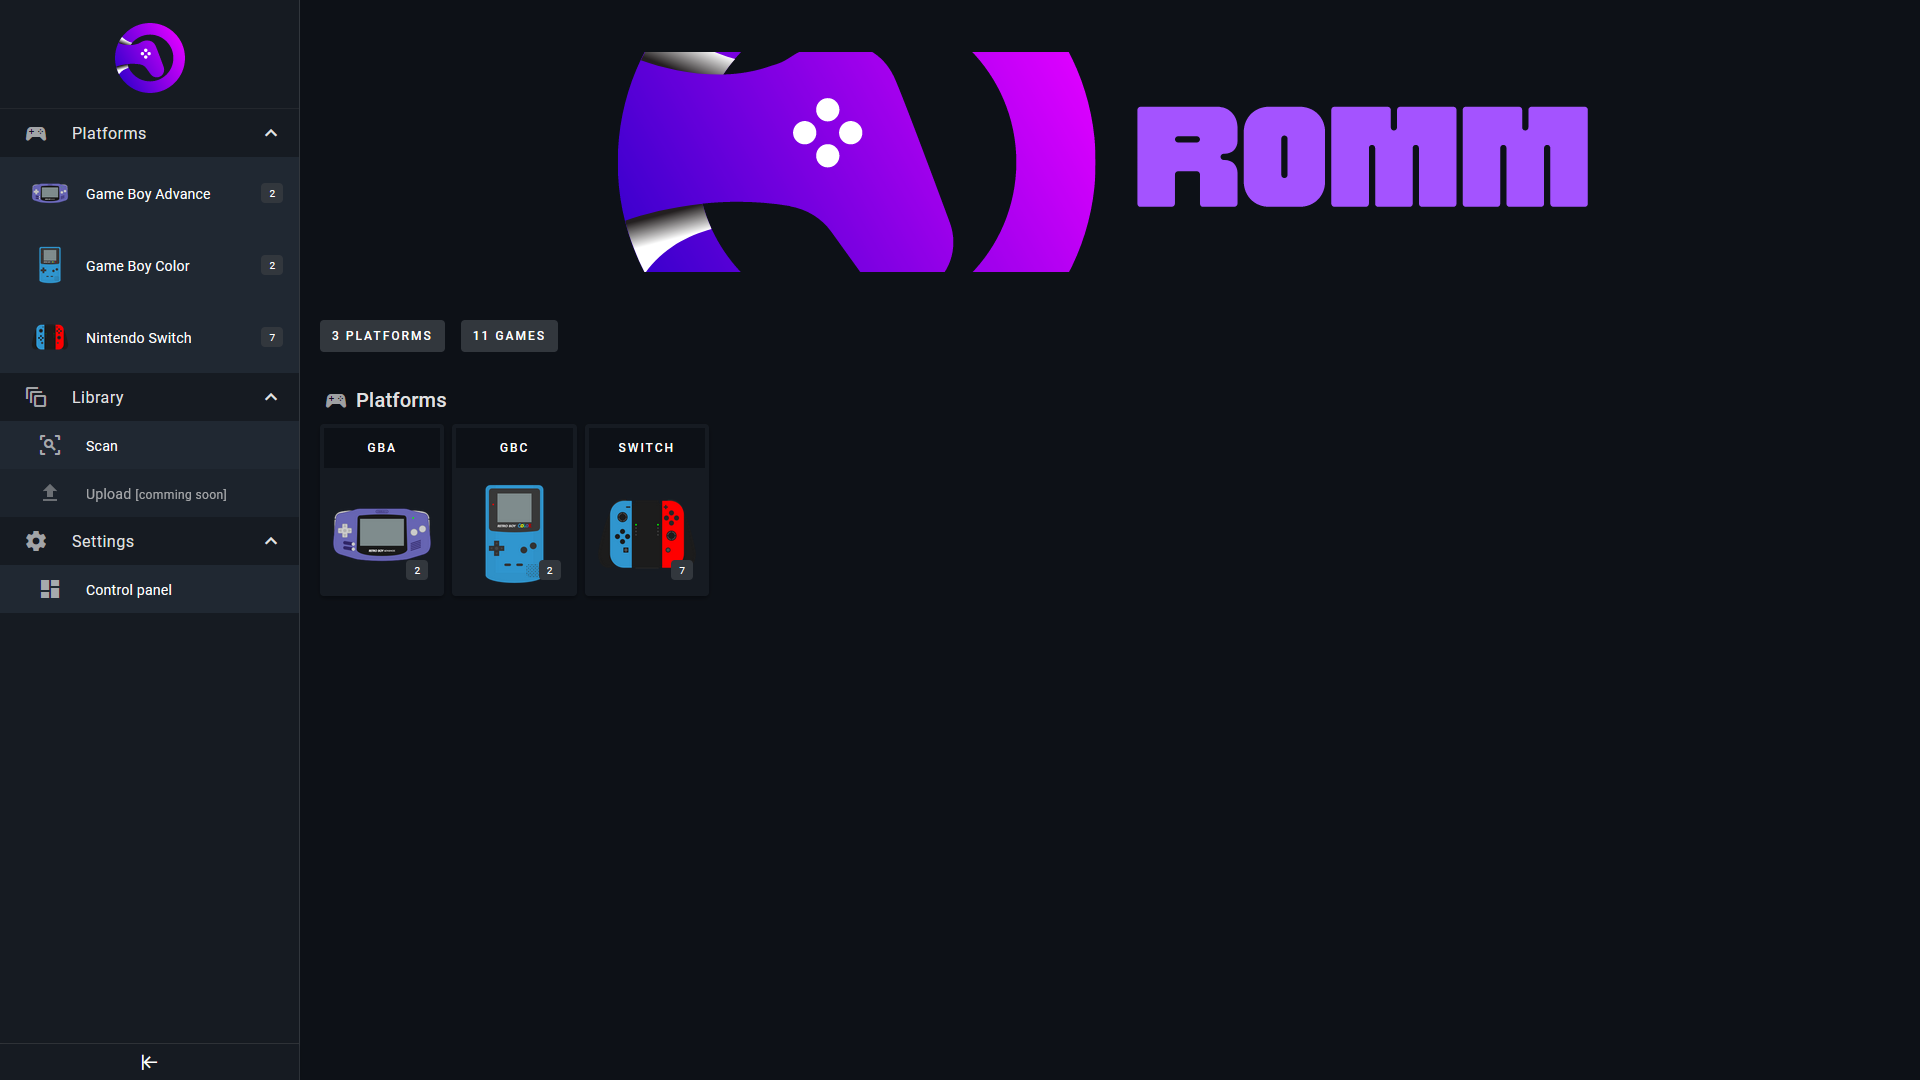 Platforms
Game Boy Advance 2
Game Boy Color 2
Nintendo Switch 7
Library
Scan
Upload [comming soon]
Settings
Control panel
ROMM
3 PLATFORMS 11 GAMES
Platforms
GBA GBC SWITCH
2 2 7